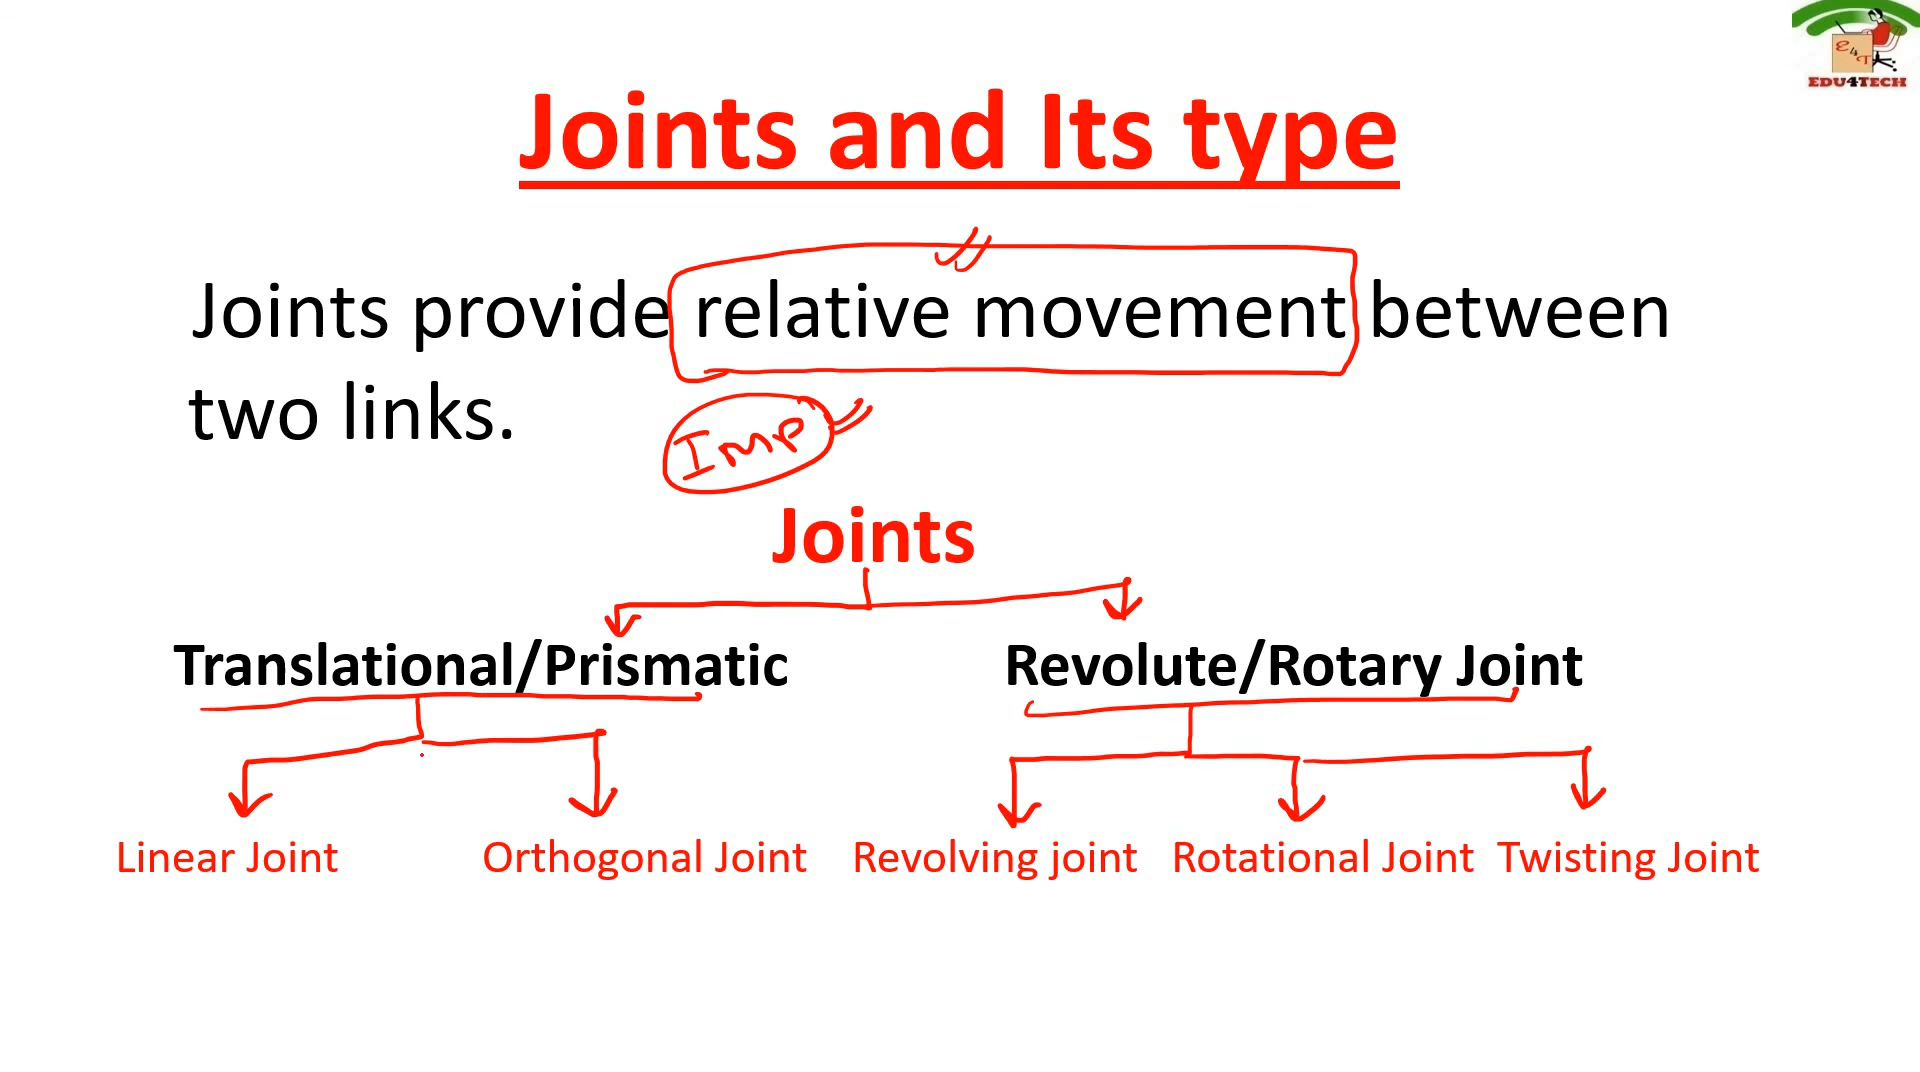 E4T
EDU4TECH
Joints and Its type
Joints provide relative movement between
two links.
Imp
Joints
Translational/Prismatic
Revolute/Rotary Joint
Linear Joint
Orthogonal Joint
Revolving joint
Rotational Joint
Twisting Joint